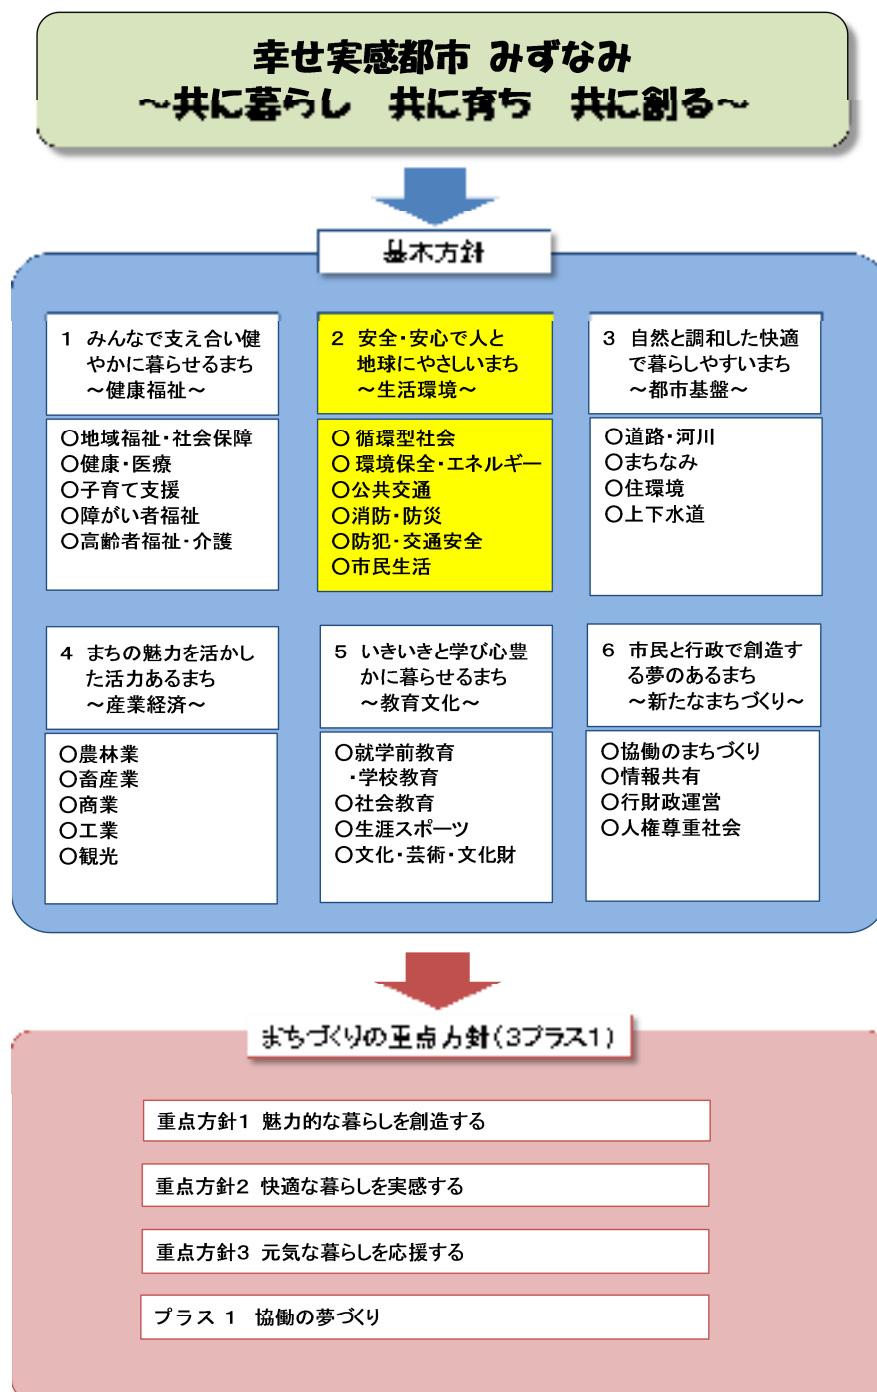 幸せ実感都市 みずなみ
～共に暮らし　共に育ち　共に創る～
基本方針
1 みんなで支え合い健
やかに暮らせるまち
～健康福祉～
○地域福祉・社会保障
○健康・医療
○子育て支援
○障がい者福祉
○高齢者福祉・介護
2 安全・安心で人と
地球にやさしいまち
～生活環境～
○循環型社会
○環境保全・エネルギー
○公共交通
○消防・防災
○防犯・交通安全
○市民生活
3 自然と調和した快適
で暮らしやすいまち
～都市基盤～
○道路・河川
○まちなみ
○住環境
○上下水道
4 まちの魅力を活かし
た活力あるまち
～産業経済～
○農林業
○畜産業
○商業
○工業
○観光
5 いきいきと学び心豊
かに暮らせるまち
～教育文化～
○就学前教育
・学校教育
○社会教育
○生涯スポーツ
○文化・芸術・文化財
6 市民と行政で創造す
る夢のあるまち
～新たなまちづくり～
○協働のまちづくり
○情報共有
○行財政運営
○人権尊重社会
まちづくりの重点方針(3プラス1)
重点方針1 魅力的な暮らしを創造する
重点方針2 快適な暮らしを実感する
重点方針3 元気な暮らしを応援する
プラス 1 協働の夢づくり